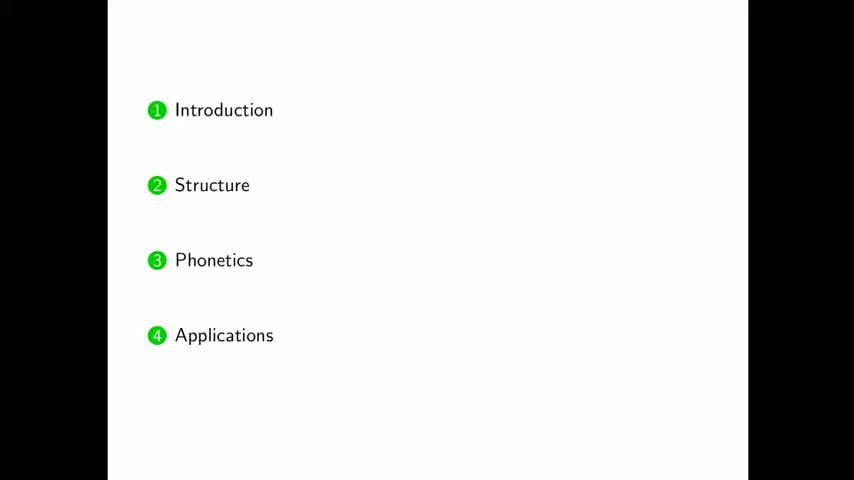 1 Introduction
2 Structure
3 Phonetics
4 Applications